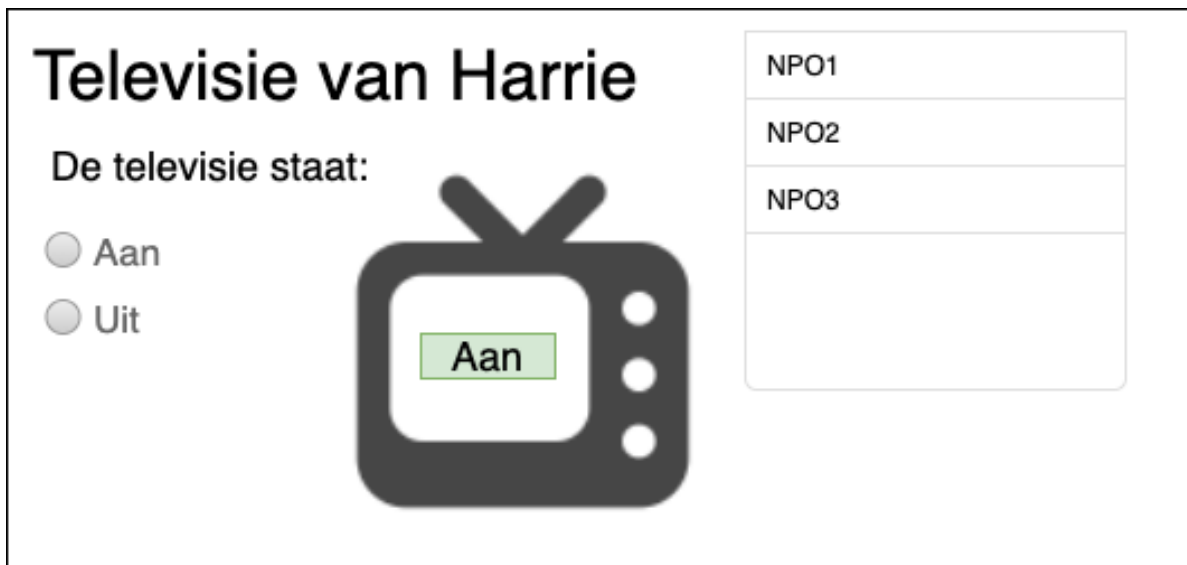 Televisie van Harrie
De televisie staat:
Aan
Uit
Aan
NPO1
NPO2
NPO3